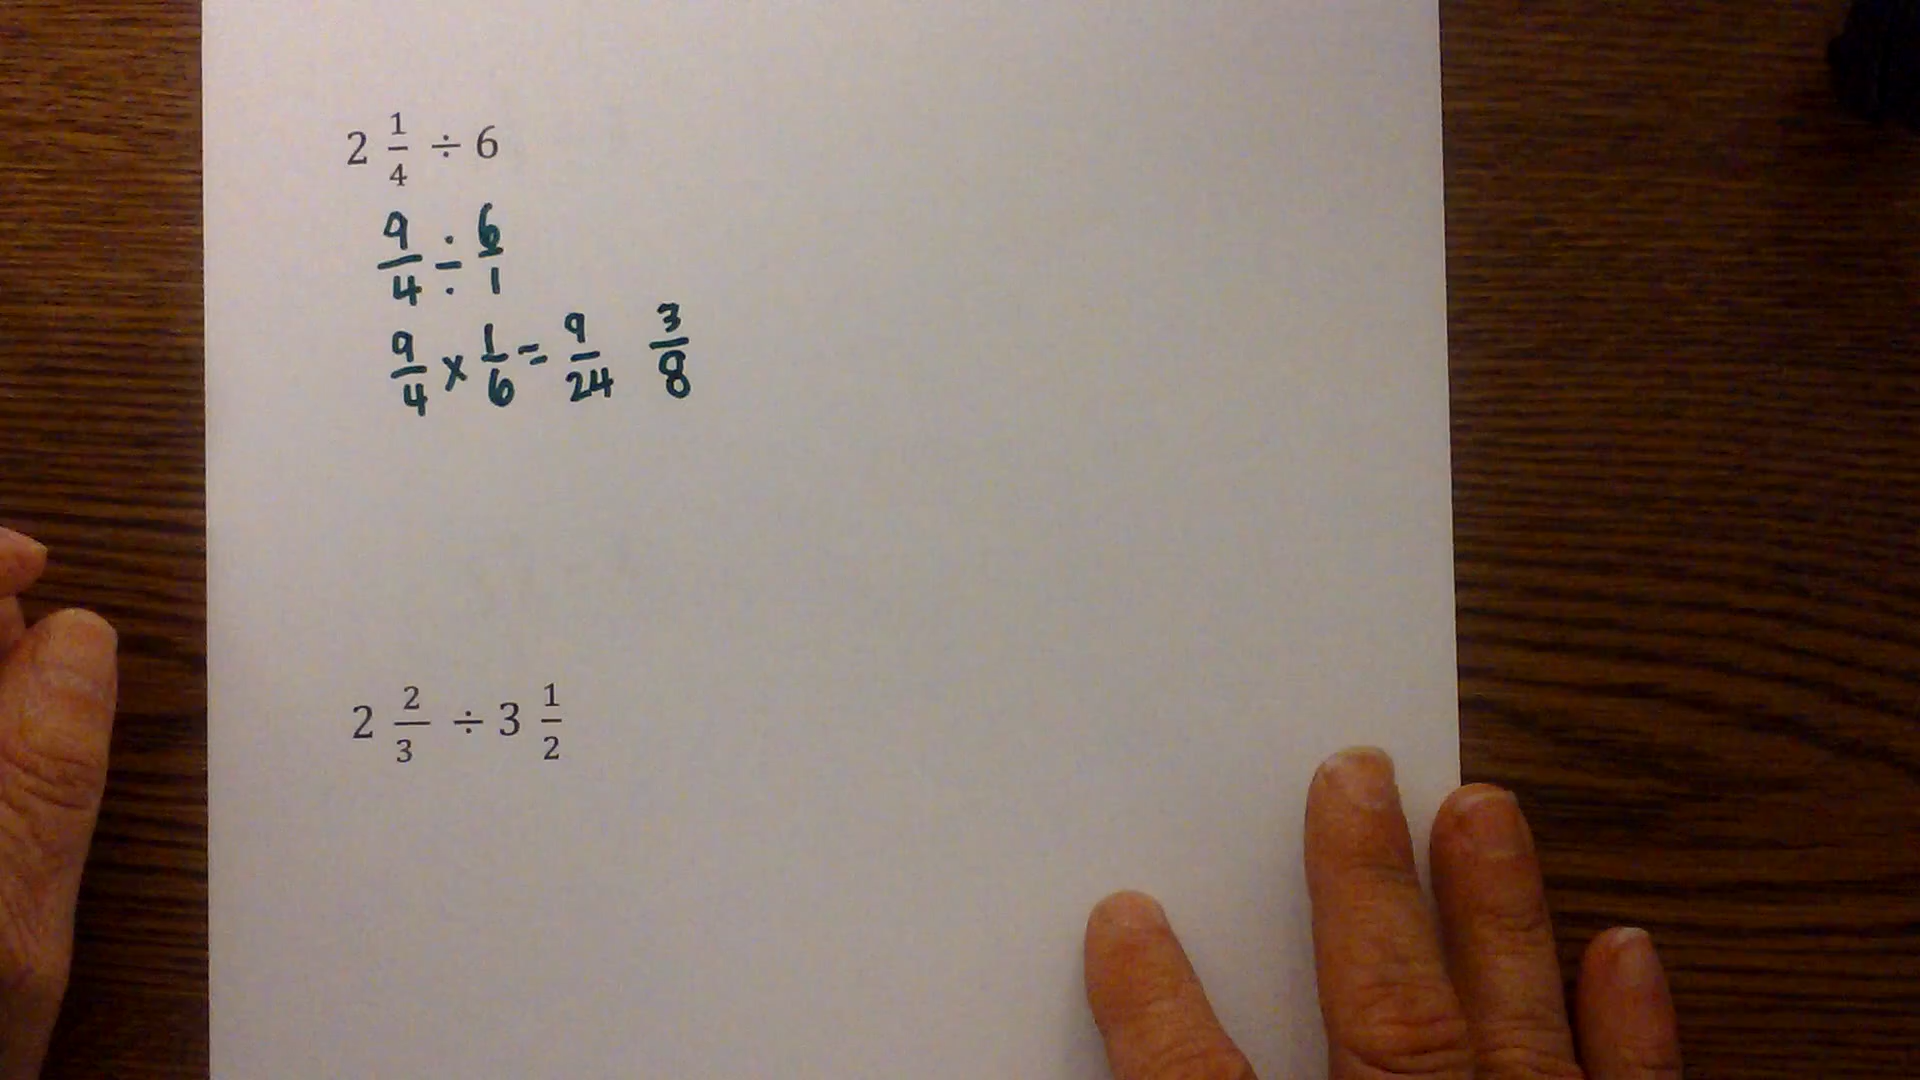 2 1/4 ÷ 6
9/4 ÷ 6/1
9/4 x 1/6 = 9/24 3/8
2 2/3 ÷ 3 1/2